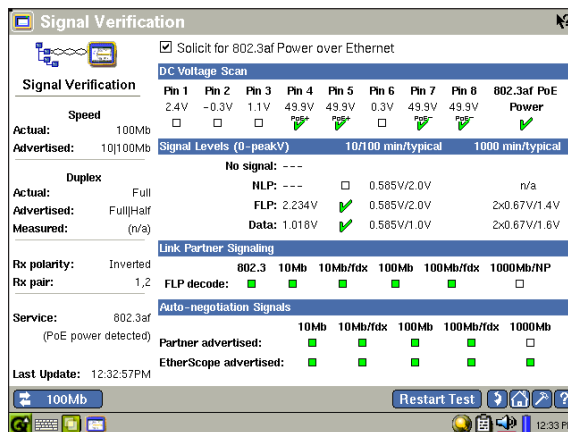 Signal Verification
Solicit for 802.3af Power over Ethernet
Signal Verification
Speed
Actual: 100Mb
Advertised: 10|100Mb
Duplex
Actual: Full
Advertised: Full|Half
Measured: (n/a)
Rx polarity: Inverted
Rx pair: 1,2
Service: 802.3af
(PoE power detected)
Last Update: 12:32:57PM
DC Voltage Scan
Pin 1 Pin 2 Pin 3 Pin 4 Pin 5 Pin 6 Pin 7 Pin 8 802.3af PoE
2.4V -0.3V 1.1V 49.9V 49.9V 0.3V 49.9V 49.9V Power
PoE+ PoE+ PoE- PoE-
Signal Levels (0-peakV) 10/100 min/typical 1000 min/typical
No signal: ---
NLP: --- 0.585V/2.0V n/a
FLP: 2.234V 0.585V/2.0V 2x0.67V/1.4V
Data: 1.018V 0.585V/1.0V 2x0.67V/1.6V
Link Partner Signaling
802.3 10Mb 10Mb/fdx 100Mb 100Mb/fdx 1000Mb/NP
FLP decode:
Auto-negotiation Signals
10Mb 10Mb/fdx 100Mb 100Mb/fdx 1000Mb
Partner advertised:
EtherScope advertised:
100Mb Restart Test ?
12:33 P